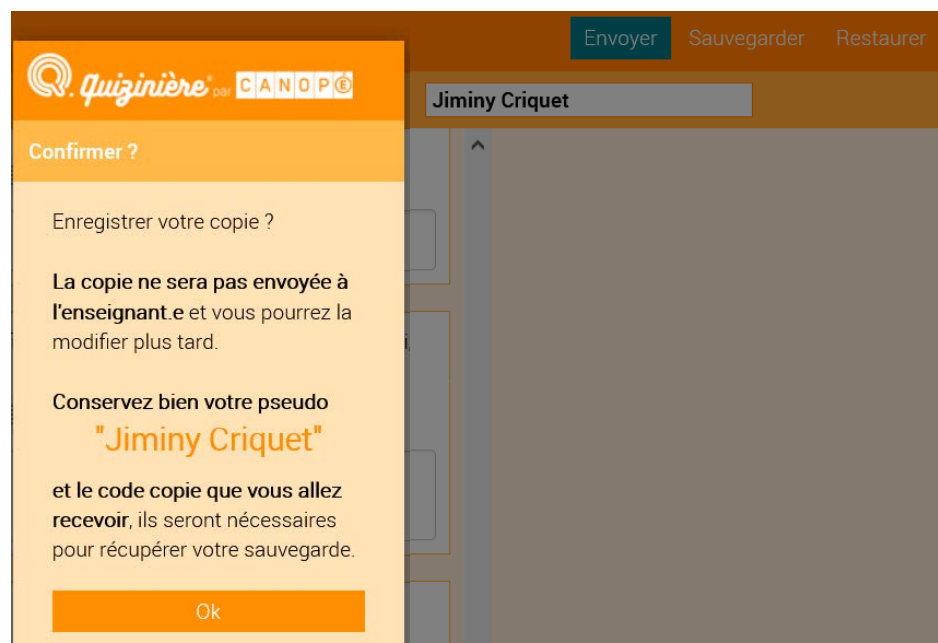 Envoyer Sauvegarder Restaurer
Quizinière par CANOPÉ
Jiminy Criquet
Confirmer ?
Enregistrer votre copie ?
La copie ne sera pas envoyée à
l'enseignant.e et vous pourrez la
modifier plus tard.
Conservez bien votre pseudo
"Jiminy Criquet"
et le code copie que vous allez
recevoir, ils seront nécessaires
pour récupérer votre sauvegarde.
Ok